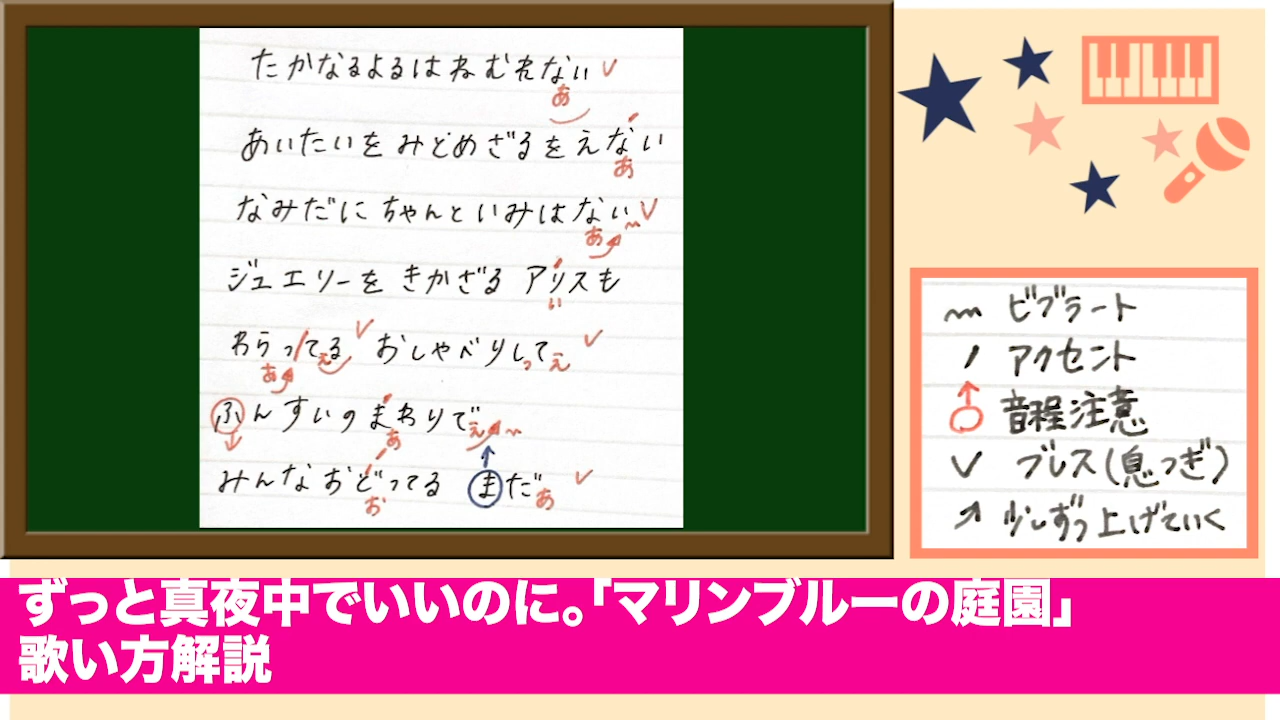 たかなるよるはねむれない✓
あ
あいたいをみとめざるをえない
あ
なみだにちゃんといみはない✓
あ
ジュエリーをきかざるアリスも
い
わらってる✓おしゃべりして✓
あ え っ え
ふんすいのまわりで
あ え
みんなおどってる まだ✓
お あ
ビブラート
アクセント
音程注意
✓ ブレス(息つぎ)
少しずつ上げていく
ずっと真夜中でいいのに。「マリンブルーの庭園」
歌い方解説